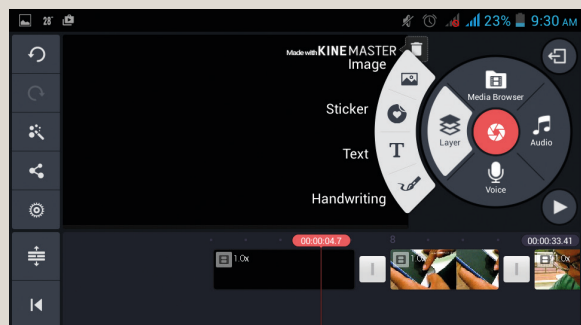 28°
23%
9:30 AM
Made with KINEMASTER
Image
Sticker
Text
T
Handwriting
Media Browser
Layer
Audio
Voice
00:00:04.7
8
00:00:33.41
1.0x
1.0x
1.0x